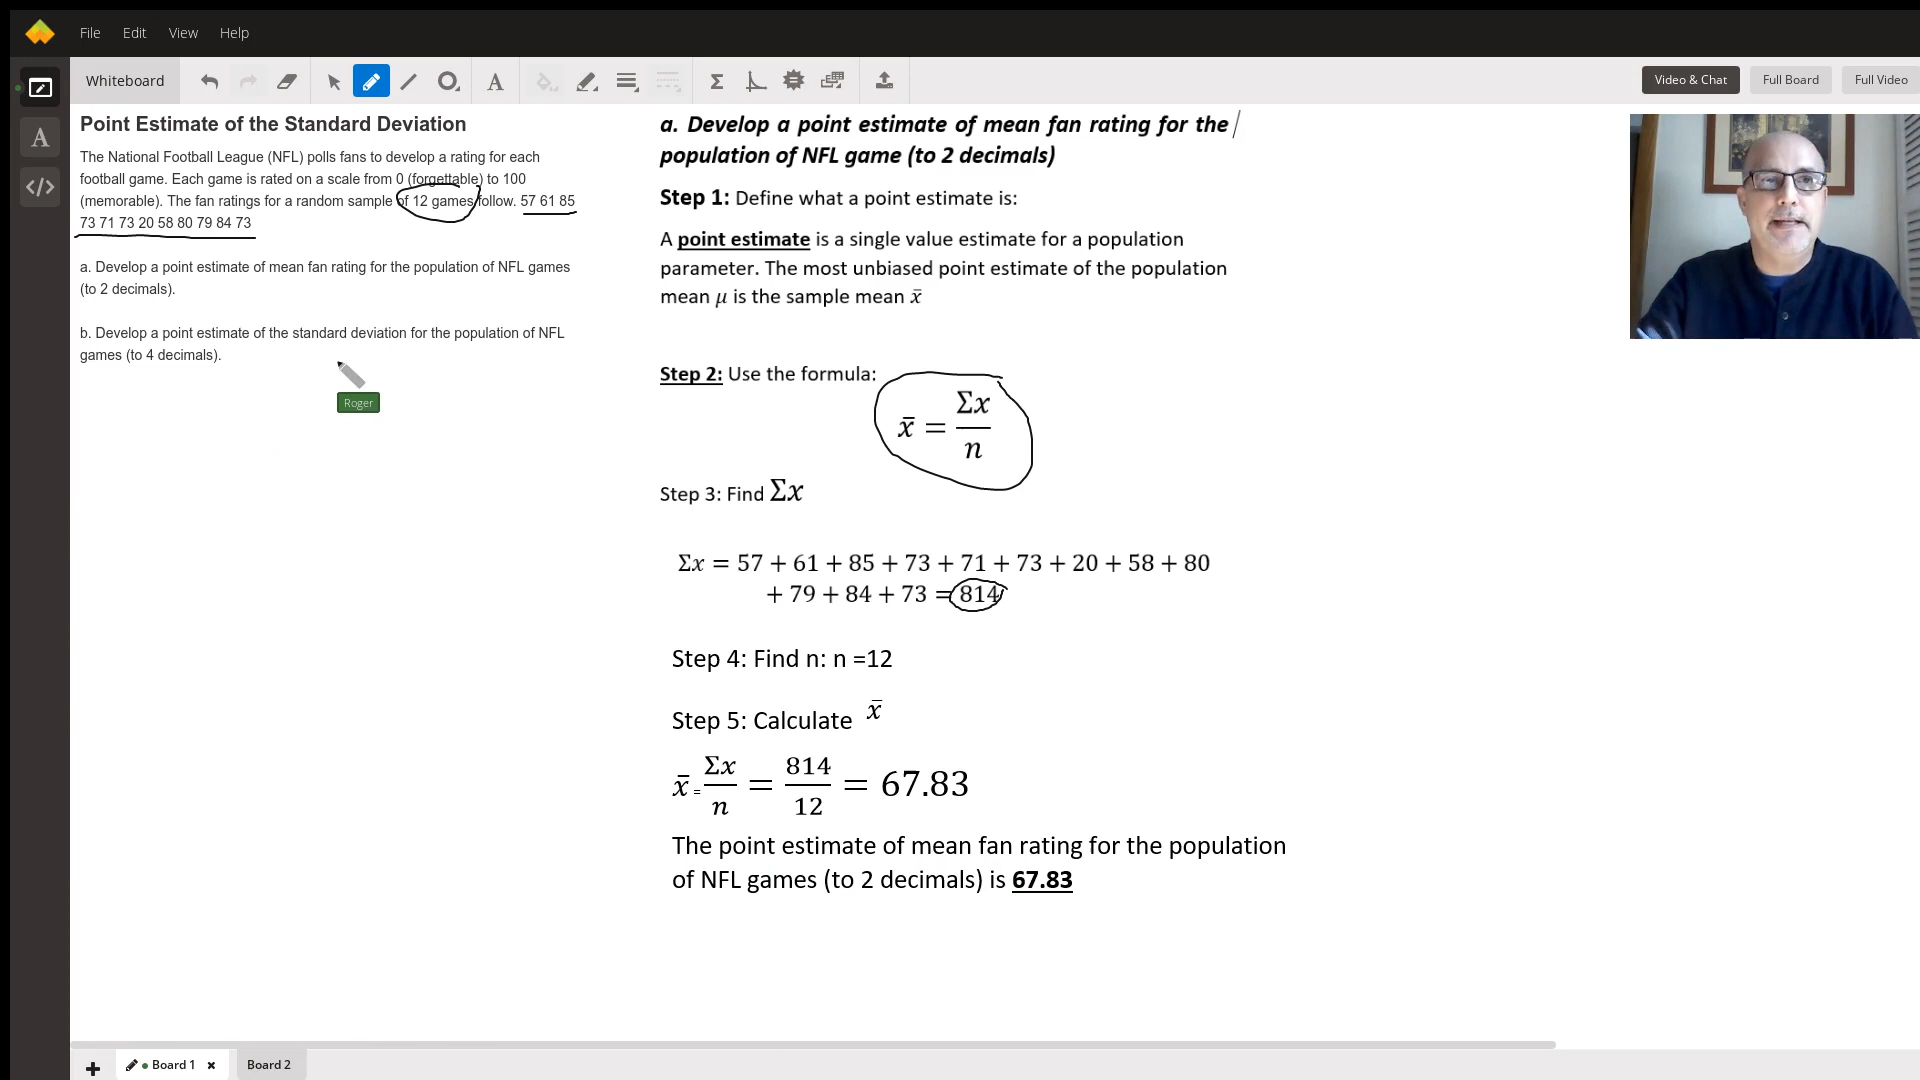 File Edit View Help
Whiteboard
Video & Chat Full Board Full Video
Point Estimate of the Standard Deviation
The National Football League (NFL) polls fans to develop a rating for each
football game. Each game is rated on a scale from 0 (forgettable) to 100
(memorable). The fan ratings for a random sample of 12 games follow. 57 61 85
73 71 73 20 58 80 79 84 73
a. Develop a point estimate of mean fan rating for the population of NFL games
(to 2 decimals).
b. Develop a point estimate of the standard deviation for the population of NFL
games (to 4 decimals).
Roger
a. Develop a point estimate of mean fan rating for the
population of NFL game (to 2 decimals)
Step 1: Define what a point estimate is:
A point estimate is a single value estimate for a population
parameter. The most unbiased point estimate of the population
mean μ is the sample mean x̄
Step 2: Use the formula:
x̄ = Σx / n
Step 3: Find Σx
Σx = 57 + 61 + 85 + 73 + 71 + 73 + 20 + 58 + 80
+ 79 + 84 + 73 = 814
Step 4: Find n: n =12
Step 5: Calculate x̄
x̄ = Σx / n = 814 / 12 = 67.83
The point estimate of mean fan rating for the population
of NFL games (to 2 decimals) is 67.83
Board 1 Board 2